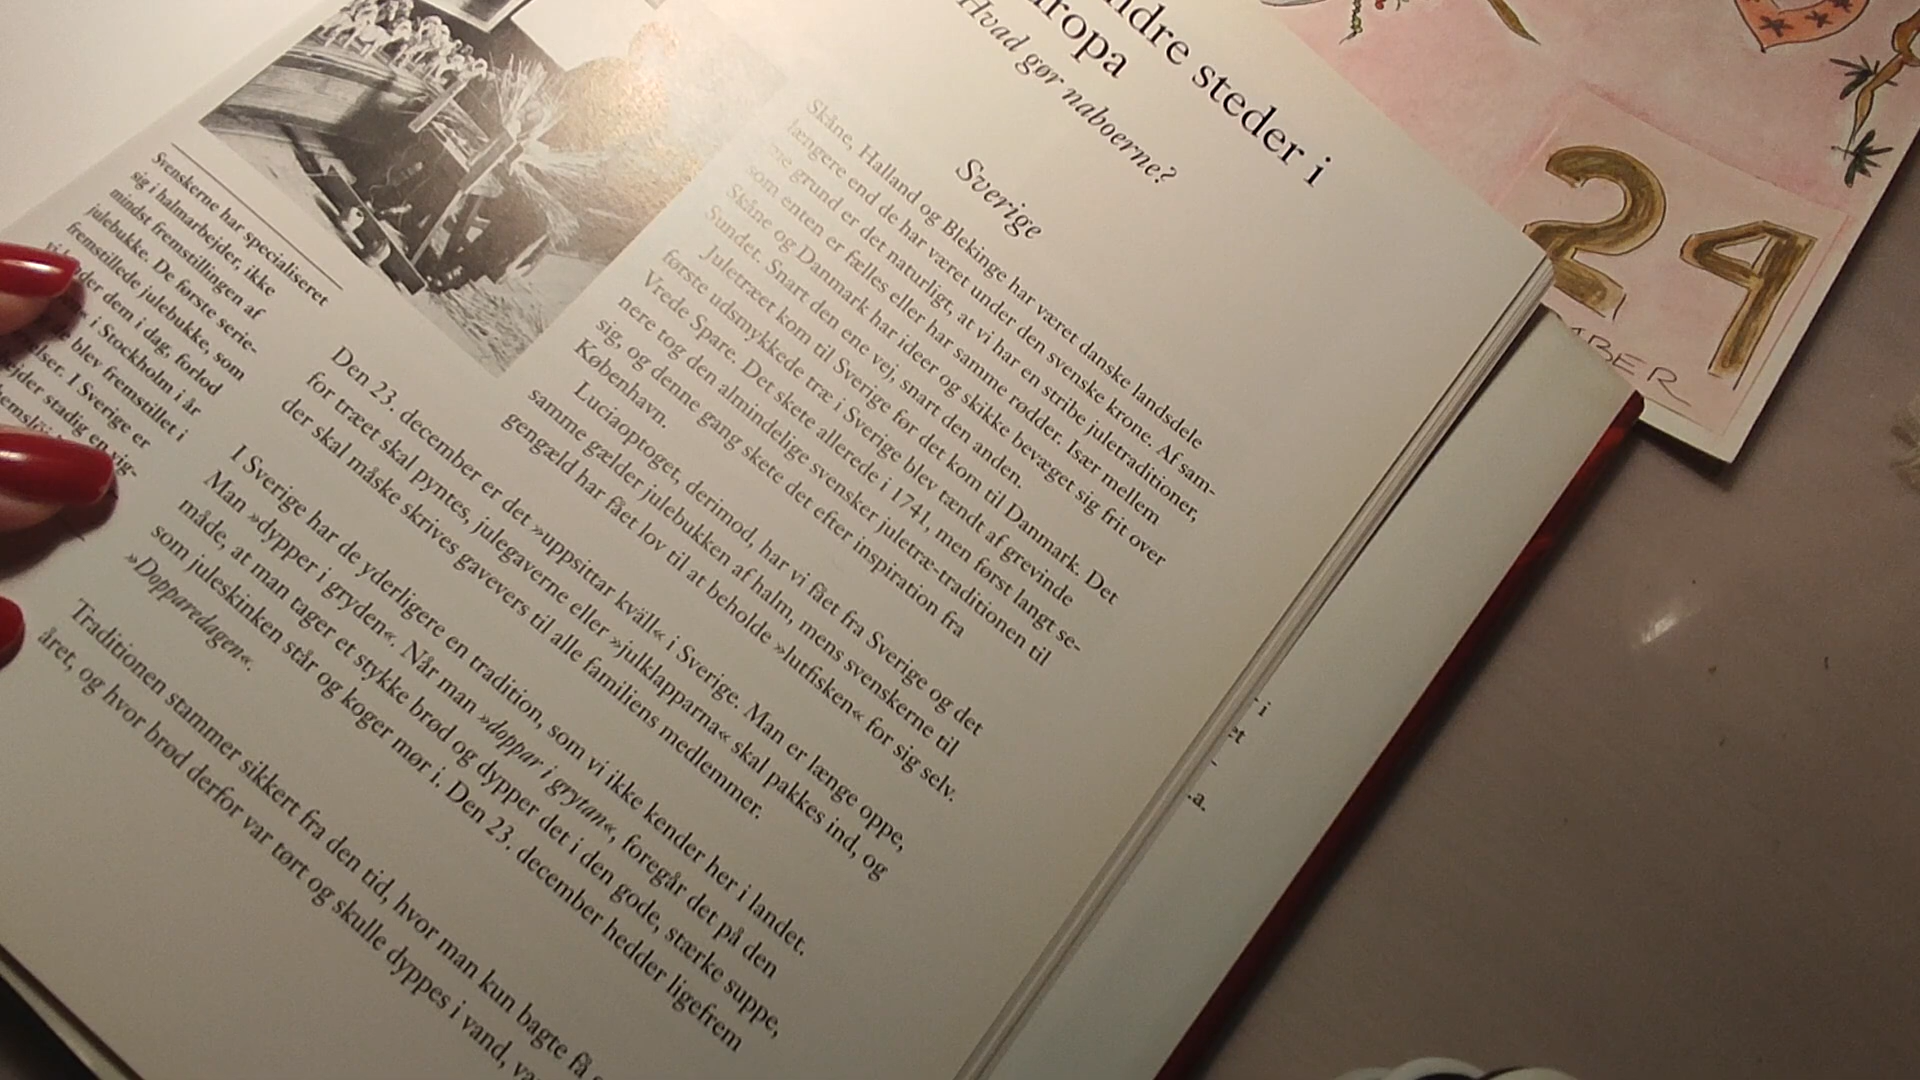 ndre steder i
uropa
Hvad gør naboerne?
Sverige
Skåne, Halland og Blekinge har været danske landsdele
længere end de har været under den svenske krone. Af sam-
me grund er det naturligt, at vi har en stribe juletraditioner,
som enten er fælles eller har samme rødder. Især mellem
Skåne og Danmark har ideer og skikke bevæget sig frit over
Sundet. Snart den ene vej, snart den anden.
Juletræet kom til Sverige før det kom til Danmark. Det
første udsmykkede træ i Sverige blev tændt af grevinde
Vrede Spare. Det skete allerede i 1741, men først langt se-
nere tog den almindelige svensker juletræ-traditionen til
sig, og denne gang skete det efter inspiration fra
København.
Luciaoptoget, derimod, har vi fået fra Sverige og det
samme gælder julebukken af halm, mens svenskerne til
gengæld har fået lov til at beholde »lutfisken« for sig selv.
Den 23. december er det »uppsittar kväll« i Sverige. Man er længe oppe,
for træet skal pyntes, julegaverne eller »julklapparna« skal pakkes ind, og
der skal måske skrives gavevers til alle familiens medlemmer.
I Sverige har de yderligere en tradition, som vi ikke kender her i landet.
Man »dypper i gryden«. Når man »doppar i grytan«, foregår det på den
måde, at man tager et stykke brød og dypper det i den gode, stærke suppe,
som juleskinken står og koger mør i. Den 23. december hedder ligefrem
»Dopparedagen«.
Traditionen stammer sikkert fra den tid, hvor man kun bagte få
året, og hvor brød derfor var tørt og skulle dyppes i vand,
Svenskerne har specialiseret
sig i halmarbejder, ikke
mindst fremstillingen af
julebukke. De første serie-
fremstillede julebukke, som
der dem i dag, forlod
i Stockholm i år
blev fremstillet i
lser. I Sverige er
jder stadig en vig-
i
et
-
.a.
24
BER